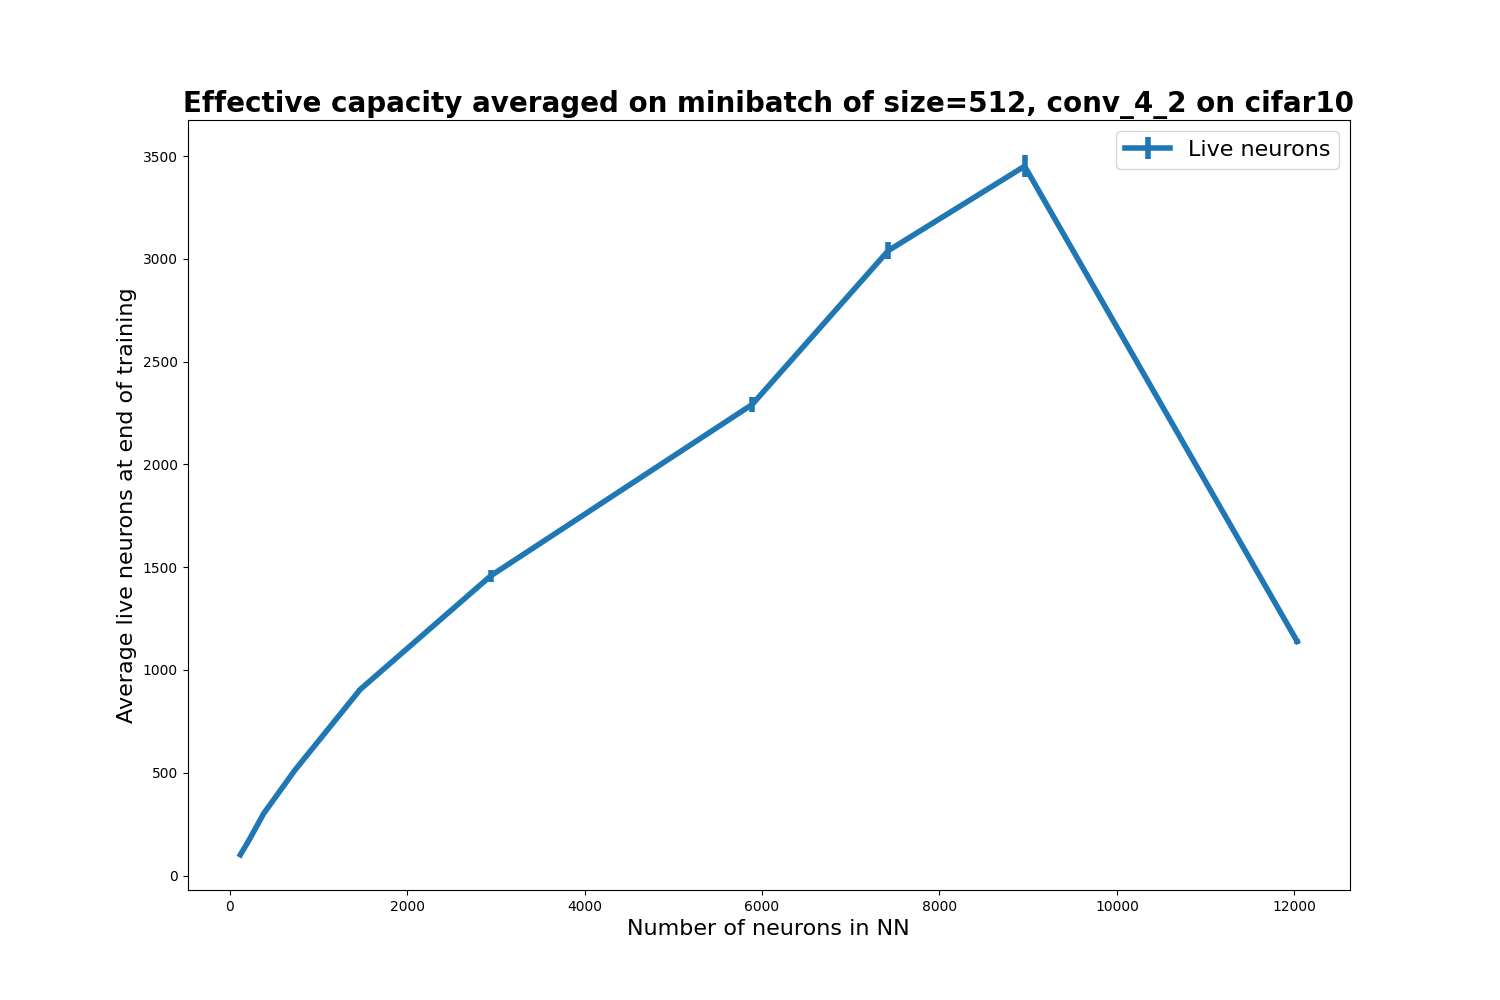 Effective capacity averaged on minibatch of size=512, conv_4_2 on cifar10
Live neurons
3500
3000
2500
2000
1500
1000
500
0
Average live neurons at end of training
0 2000 4000 6000 8000 10000 12000
Number of neurons in NN